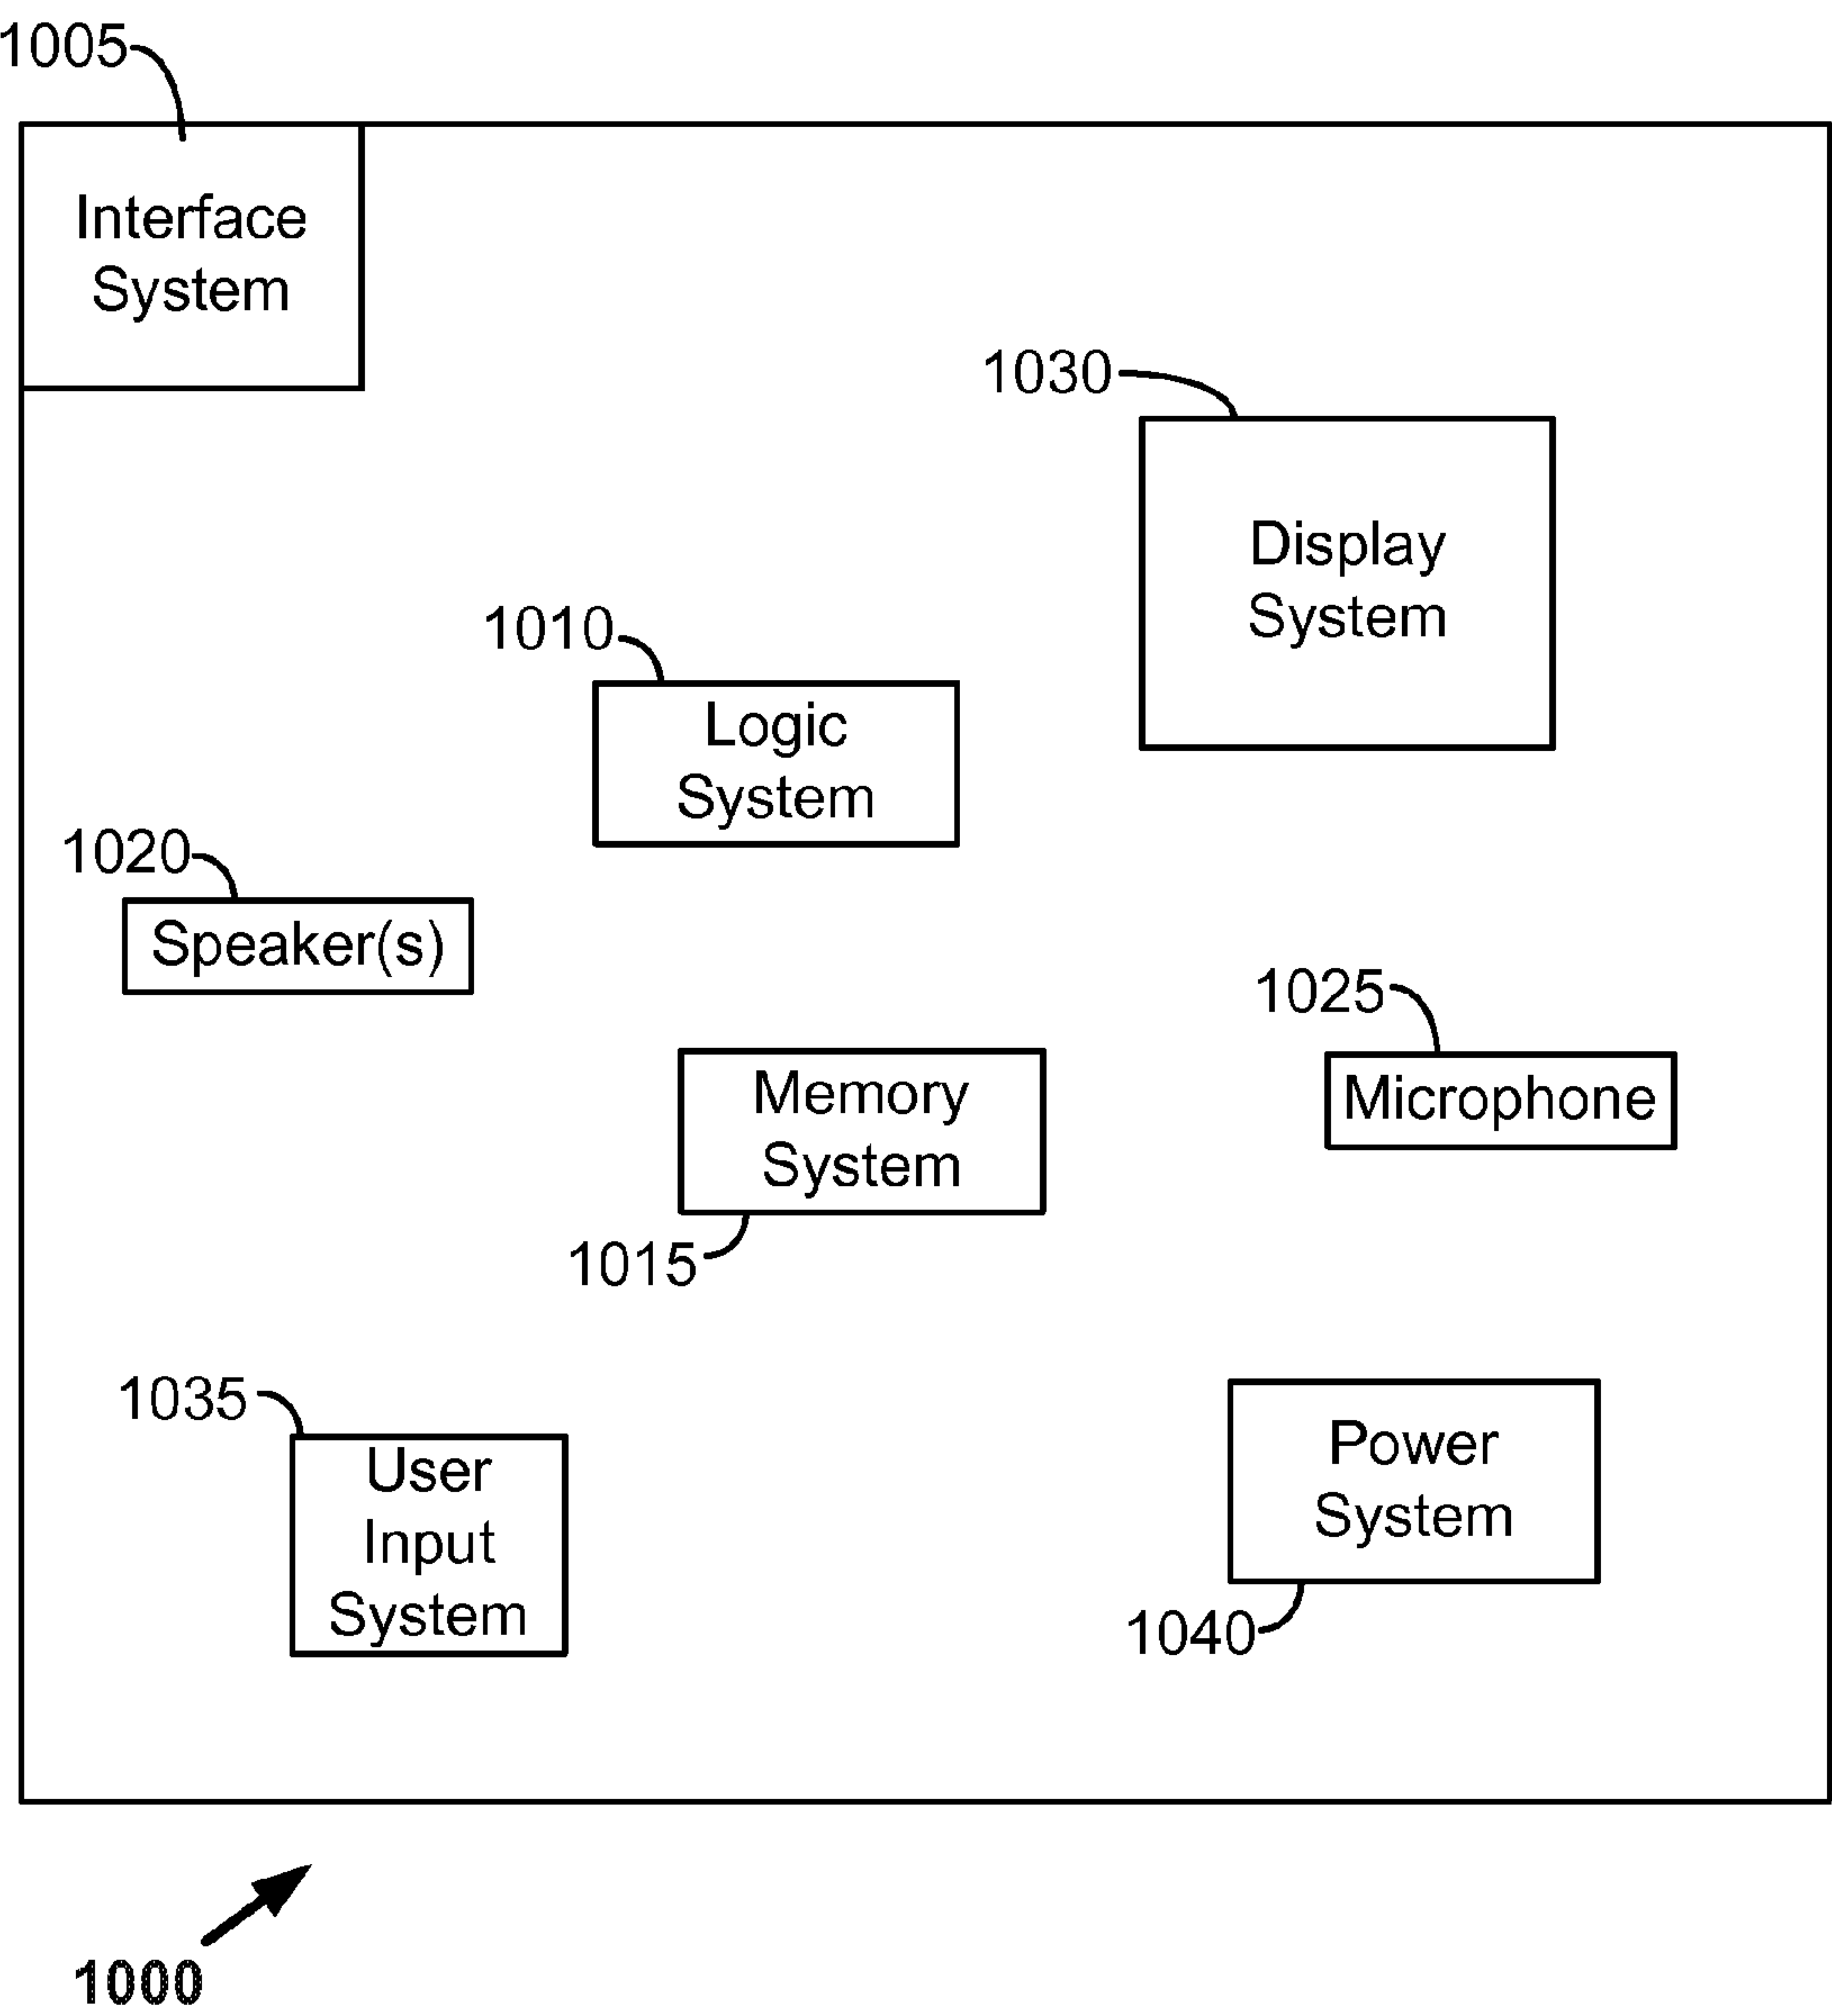 1005
Interface
System
1030
Display
System
1010
Logic
System
1020
Speaker(s)
1025
Microphone
Memory
System
1015
1035
User
Input
System
Power
System
1040
1000